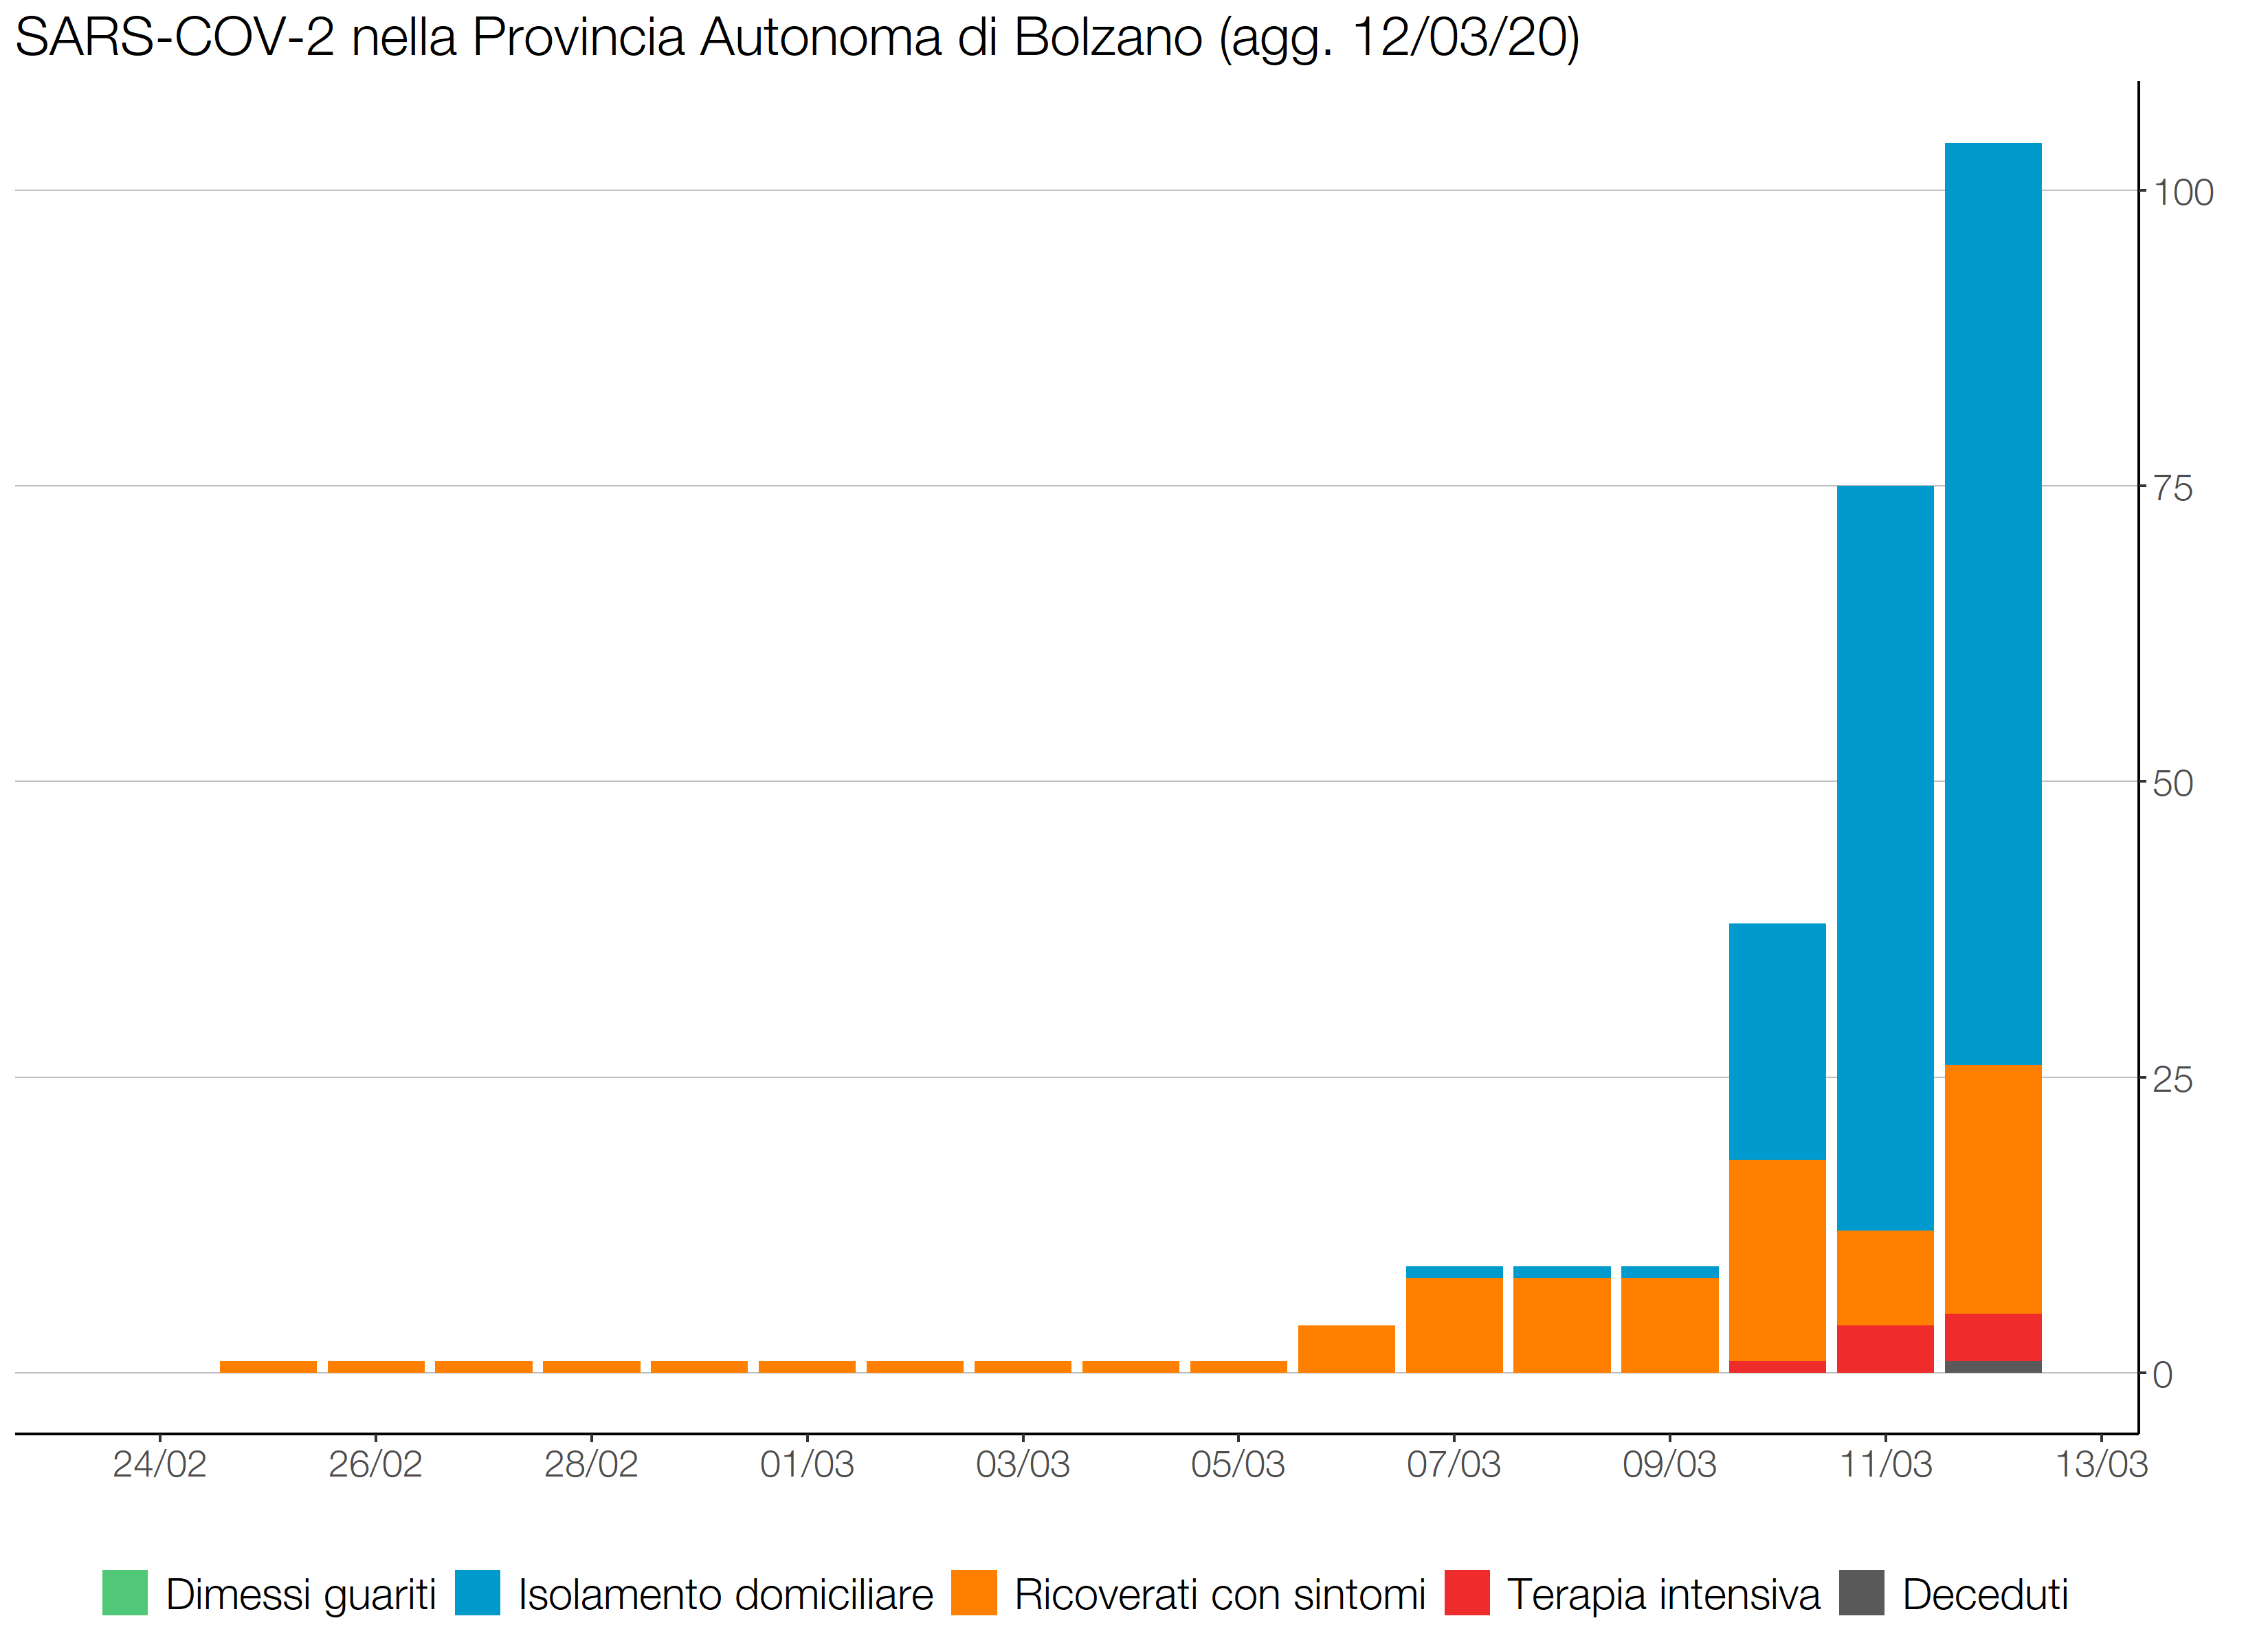 SARS-COV-2 nella Provincia Autonoma di Bolzano (agg. 12/03/20)
100
75
50
25
0
24/02 26/02 28/02 01/03 03/03 05/03 07/03 09/03 11/03 13/03
Dimessi guariti Isolamento domiciliare Ricoverati con sintomi Terapia intensiva Deceduti